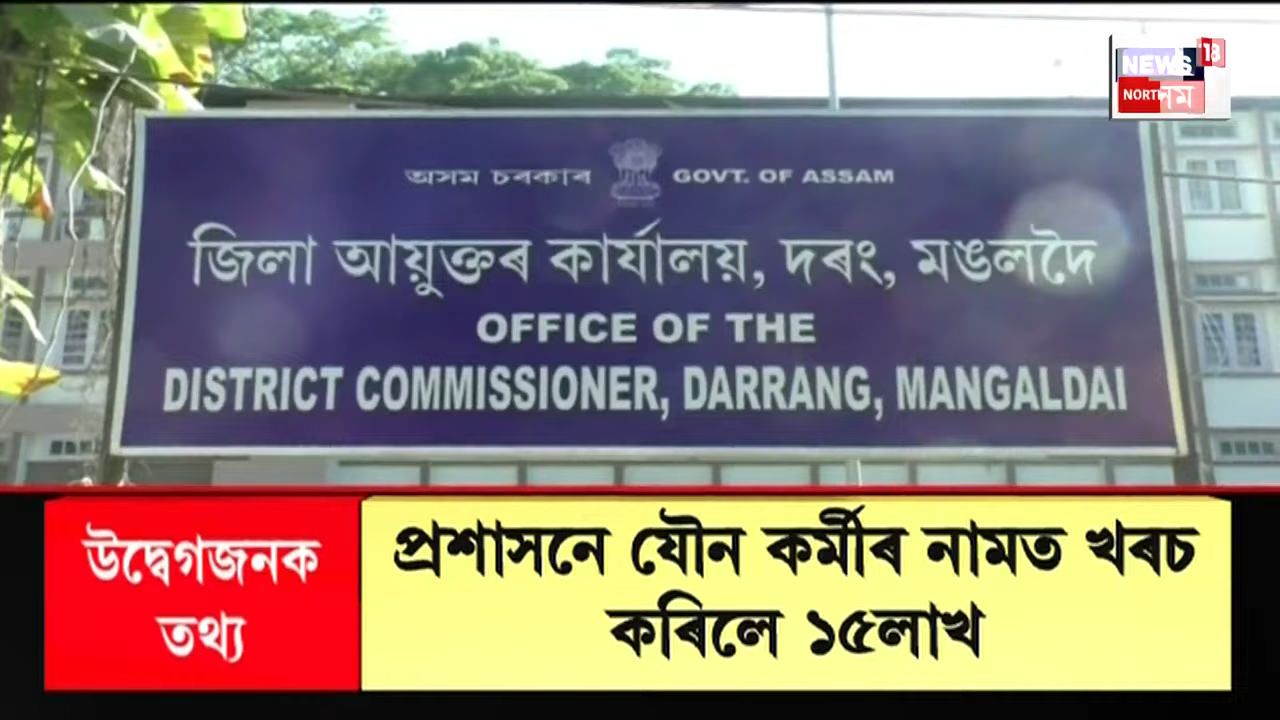 NEWS 18
NORTH
অসম চৰকাৰ GOVT. OF ASSAM
জিলা আয়ুক্তৰ কাৰ্যালয়, দৰং, মঙলদৈ
OFFICE OF THE
DISTRICT COMMISSIONER, DARRANG, MANGALDAI
উদ্বেগজনক
তথ্য
প্ৰশাসনে যৌন কৰ্মীৰ নামত খৰচ
কৰিলে ১৫লাখ